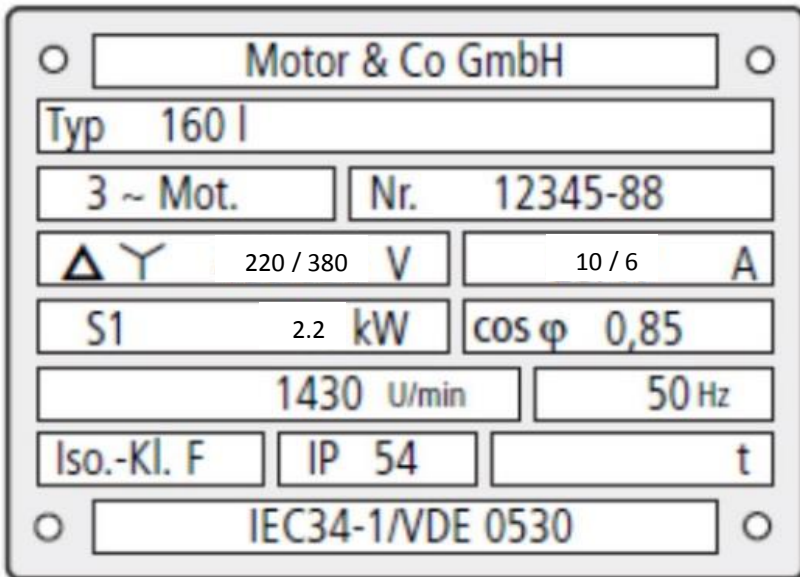 Motor & Co GmbH
Typ 160 l
3 ~ Mot. Nr. 12345-88
Δ Y 220 / 380 V 10 / 6 A
S1 2.2 kW cos φ 0,85
1430 U/min 50 Hz
Iso.-Kl. F IP 54 t
IEC34-1/VDE 0530